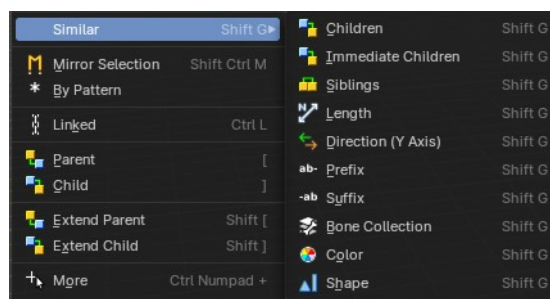 Similar Shift G
Mirror Selection Shift Ctrl M
* By Pattern
Linked Ctrl L
Parent [
Child ]
Extend Parent Shift [
Extend Child Shift ]
More Ctrl Numpad +
Children Shift G
Immediate Children Shift G
Siblings Shift G
Length Shift G
Direction (Y Axis) Shift G
ab- Prefix Shift G
-ab Suffix Shift G
Bone Collection Shift G
Color Shift G
Shape Shift G